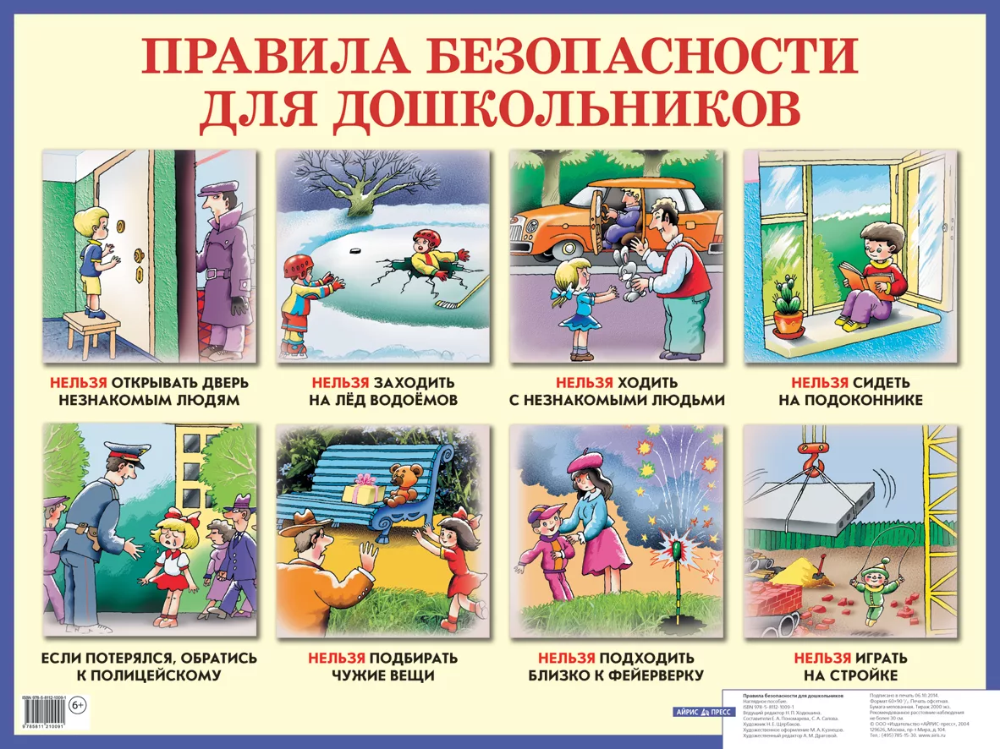 ПРАВИЛА БЕЗОПАСНОСТИ
ДЛЯ ДОШКОЛЬНИКОВ
НЕЛЬЗЯ ОТКРЫВАТЬ ДВЕРЬ
НЕЗНАКОМЫМ ЛЮДЯМ
НЕЛЬЗЯ ЗАХОДИТЬ
НА ЛЁД ВОДОЁМОВ
НЕЛЬЗЯ ХОДИТЬ
С НЕЗНАКОМЫМИ ЛЮДЬМИ
НЕЛЬЗЯ СИДЕТЬ
НА ПОДОКОННИКЕ
ЕСЛИ ПОТЕРЯЛСЯ, ОБРАТИСЬ
К ПОЛИЦЕЙСКОМУ
НЕЛЬЗЯ ПОДБИРАТЬ
ЧУЖИЕ ВЕЩИ
НЕЛЬЗЯ ПОДХОДИТЬ
БЛИЗКО К ФЕЙЕРВЕРКУ
НЕЛЬЗЯ ИГРАТЬ
НА СТРОЙКЕ
ISBN 978-5-8112-1009-1
9785811210091
6+
АЙРИС ПРЕСС
Правила безопасности для дошкольников
Наглядное пособие.
ISBN 978-5-8112-1009-1
Ведущий редактор Н. П. Ходюшина.
Составители Е. А. Пономарева, С. А. Сапова.
Художник Н. Е. Щербаков.
Художественное оформление М. А. Кузнецов.
Художественный редактор А. М. Драговой.
Подписано в печать 06.10.2014.
Формат 60×90 1/2. Печать офсетная.
Бумага мелованная. Тираж 2000 экз.
Рекомендованное расстояние наблюдения
не более 30 см.
© ООО «Издательство «АЙРИС-пресс», 2004
129626, Москва, пр-т Мира, д. 104.
Тел.: (495) 785-15-30. www.airis.ru